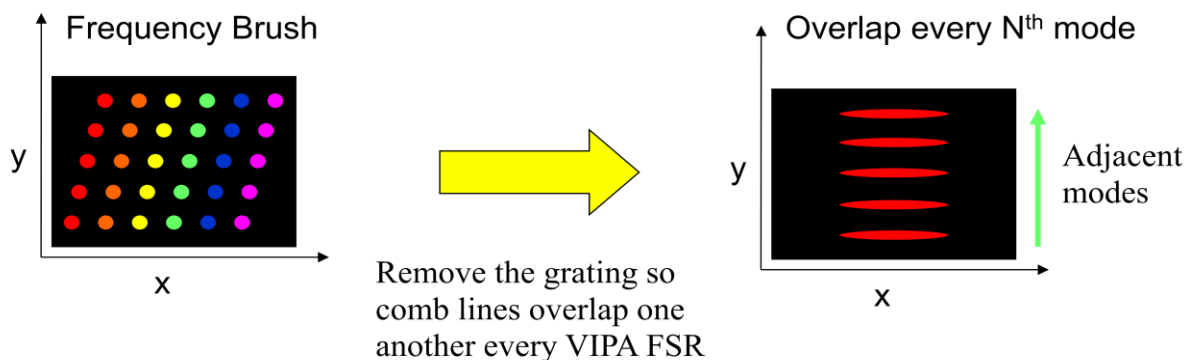 Frequency Brush
y
x
Remove the grating so
comb lines overlap one
another every VIPA FSR
Overlap every Nth mode
y
x
Adjacent
modes